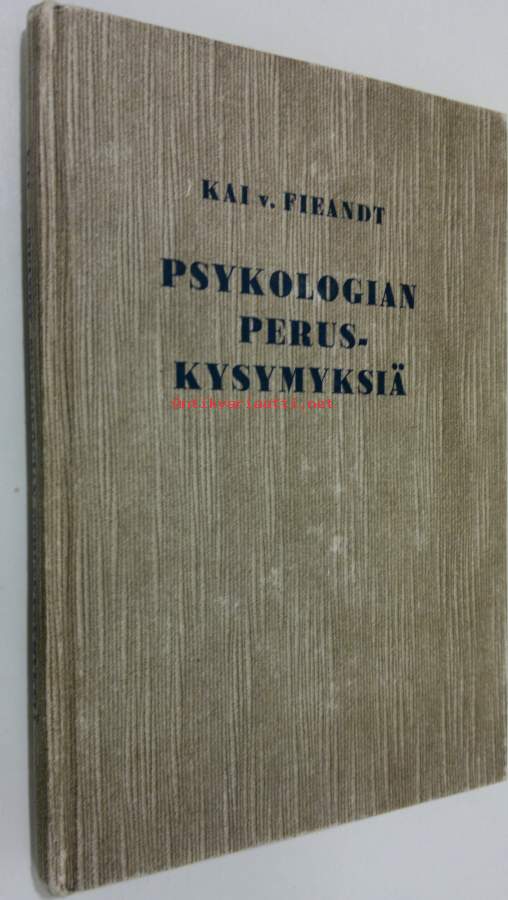 KAI v. FIEANDT
PSYKOLOGIAN
PERUS-
KYSYMYKSIÄ
antikvariaatti.net